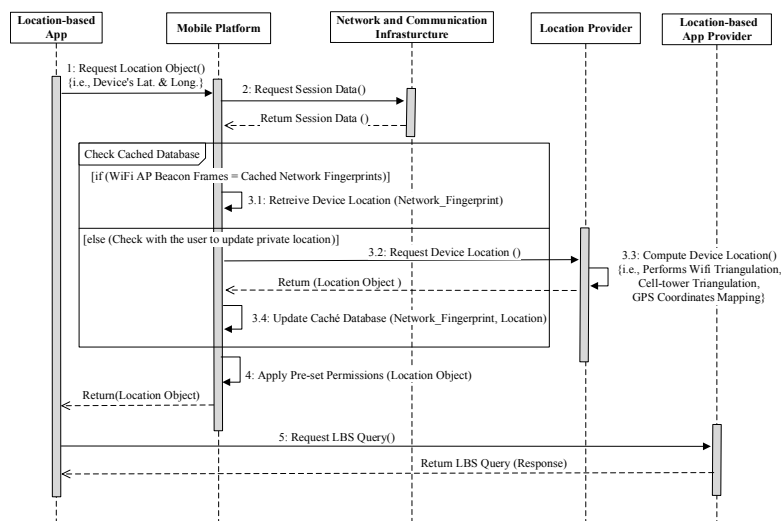 Location-based
App
Mobile Platform
Network and Communication
Infrasturcture
Location Provider
Location-based
App Provider
1: Request Location Object()
{i.e., Device's Lat. & Long.}
2: Request Session Data()
Return Session Data ()
Check Cached Database
[if (WiFi AP Beacon Frames = Cached Network Fingerprints)]
3.1: Retreive Device Location (Network_Fingerprint)
[else (Check with the user to update private location)]
3.2: Request Device Location ()
3.3: Compute Device Location()
{i.e., Performs Wifi Triangulation,
Cell-tower Triangulation,
GPS Coordinates Mapping}
Return (Location Object )
3.4: Update Caché Database (Network_Fingerprint, Location)
4: Apply Pre-set Permissions (Location Object)
Return(Location Object)
5: Request LBS Query()
Return LBS Query (Response)